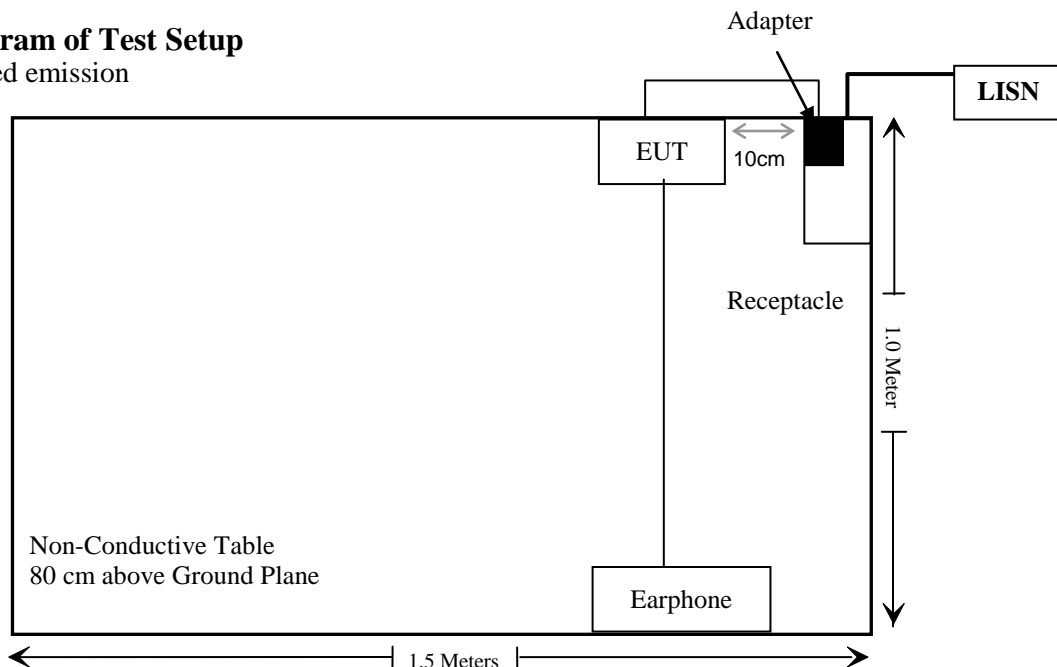 ram of Test Setup
ed emission
Adapter
LISN
EUT
10cm
Receptacle
1.0 Meter
Non-Conductive Table
80 cm above Ground Plane
Earphone
1.5 Meters